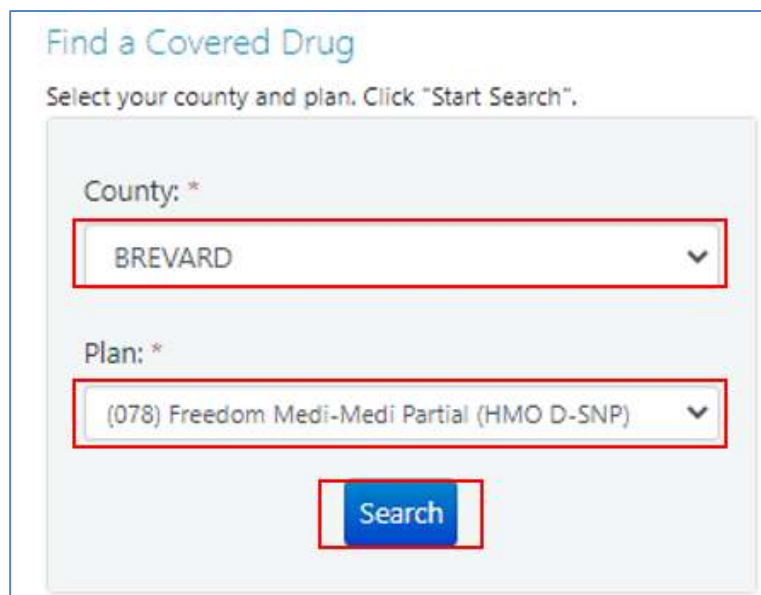 Find a Covered Drug
Select your county and plan. Click "Start Search".
County: *
BREVARD
Plan: *
(078) Freedom Medi-Medi Partial (HMO D-SNP)
Search